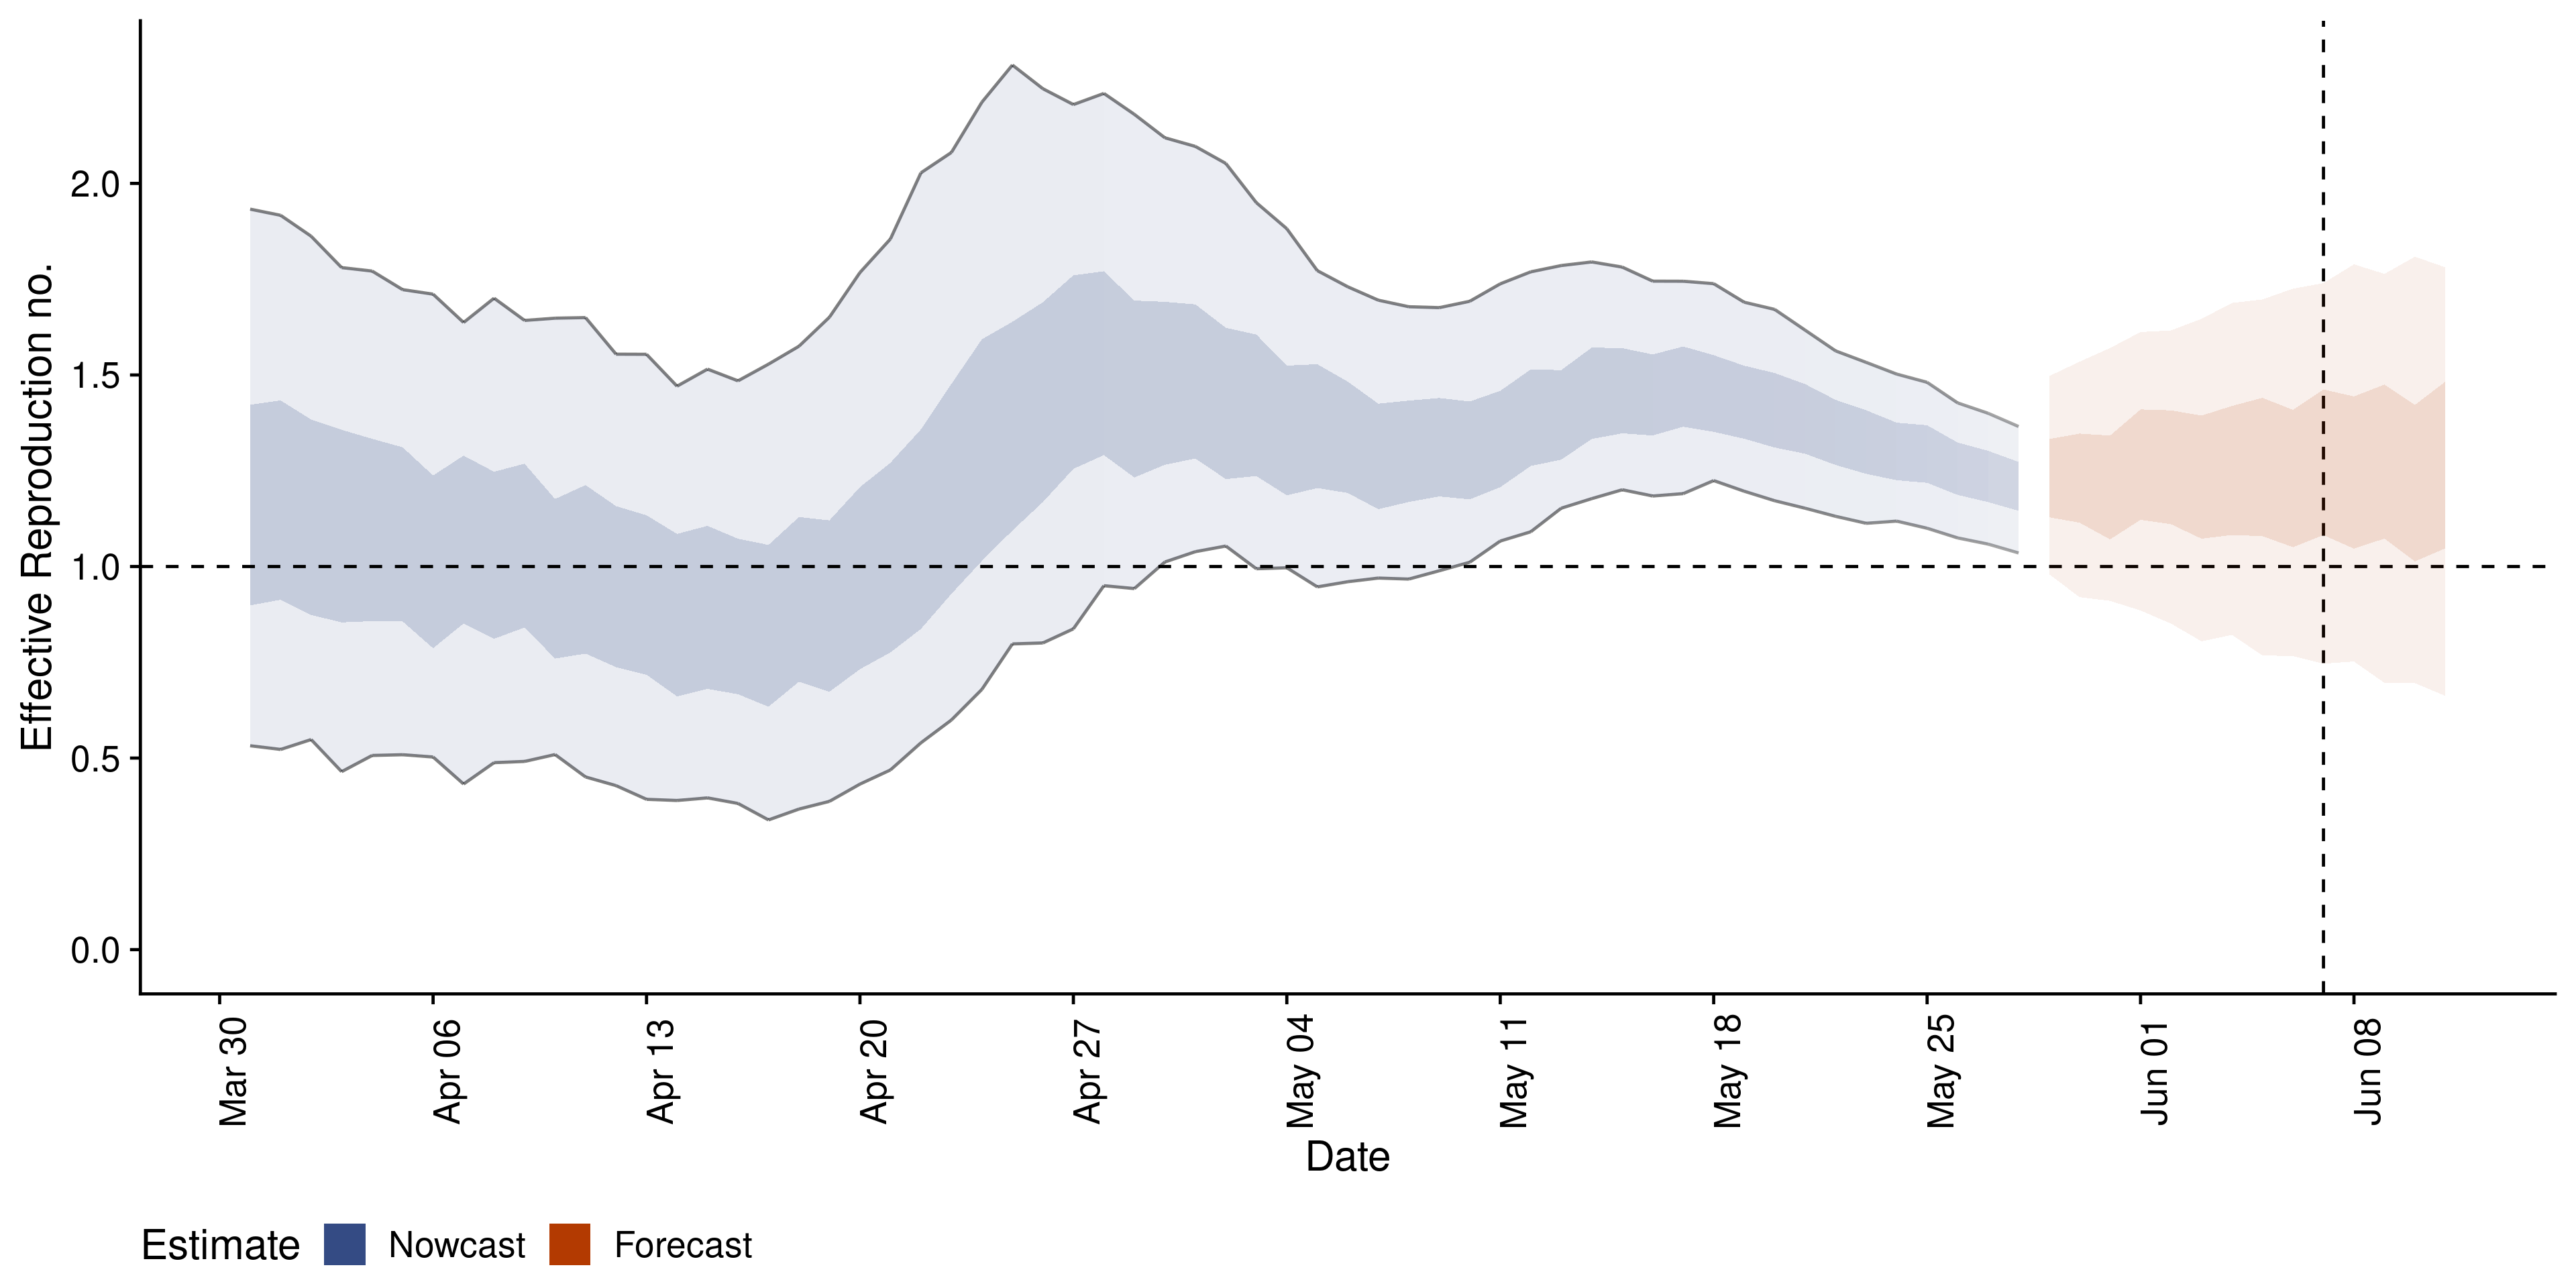 Effective Reproduction no.
2.0
1.5
1.0
0.5
0.0
Mar 30
Apr 06
Apr 13
Apr 20
Apr 27
May 04
May 11
May 18
May 25
Jun 01
Jun 08
Date
Estimate Nowcast Forecast